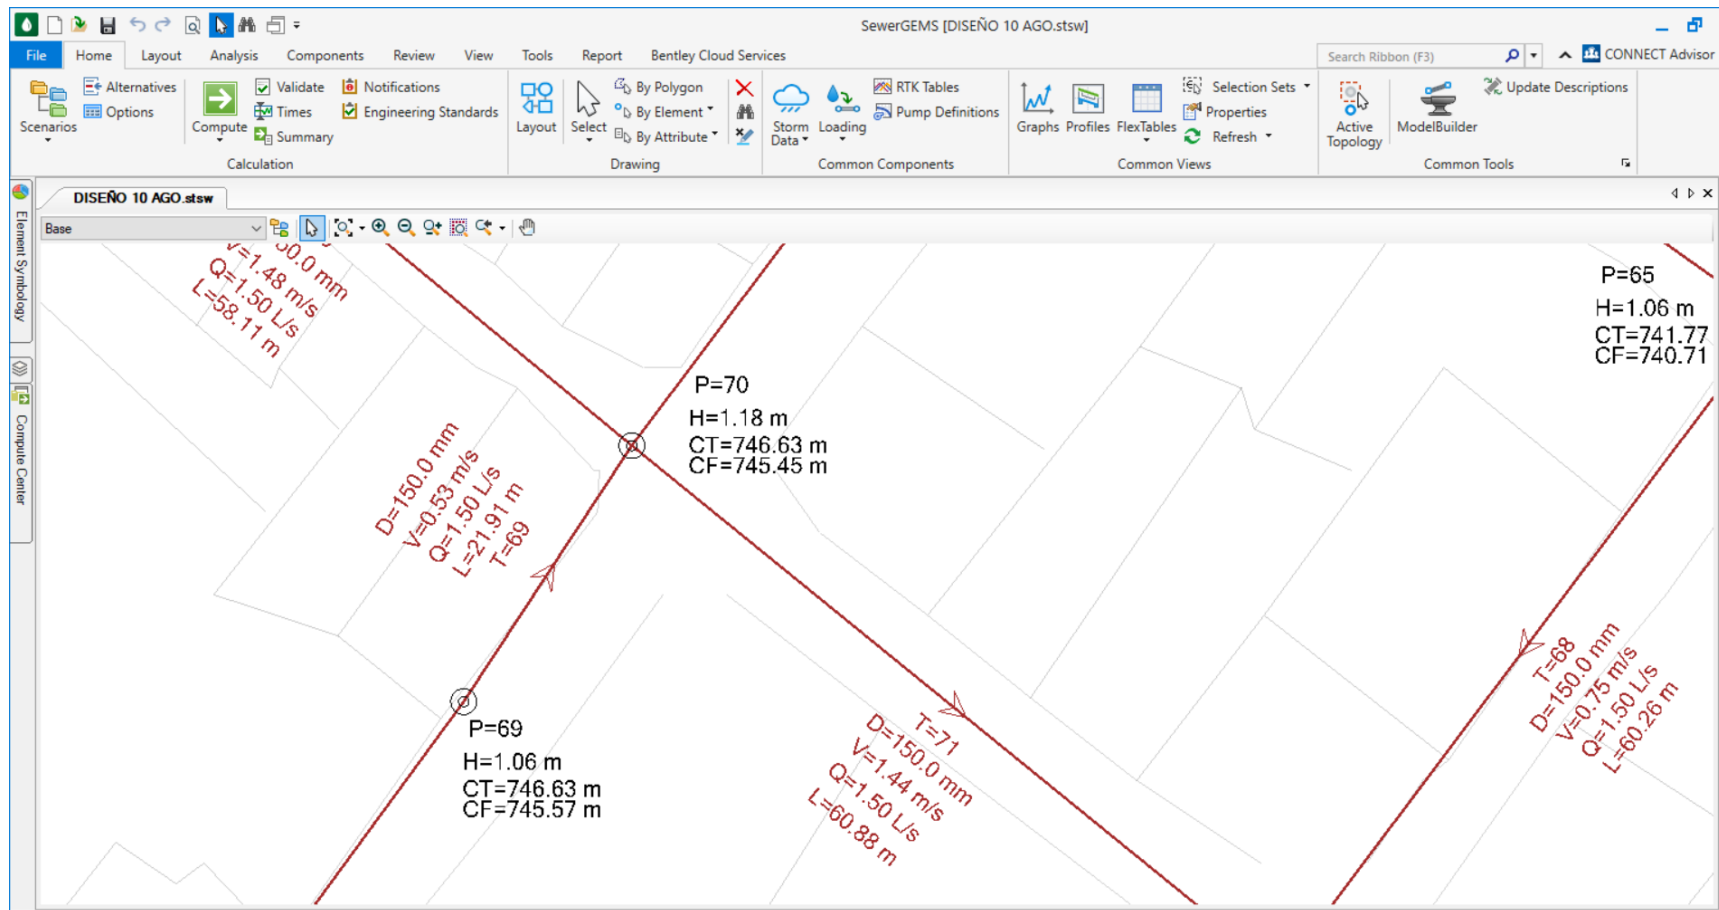 SewerGEMS [DISEÑO 10 AGO.stsw]
File Home Layout Analysis Components Review View Tools Report Bentley Cloud Services
Search Ribbon (F3)
CONNECT Advisor
Scenarios
Alternatives
Options
Compute
Validate
Times
Summary
Notifications
Engineering Standards
Calculation
Layout
Select
By Polygon
By Element
By Attribute
Drawing
Storm Data
Loading
RTK Tables
Pump Definitions
Common Components
Graphs
Profiles
FlexTables
Selection Sets
Properties
Refresh
Common Views
Active Topology
ModelBuilder
Update Descriptions
Common Tools
DISEÑO 10 AGO.stsw
Base
Element Symbology
Compute Center
V=1.48 m/s
Q=1.50 L/s
L=58.11 m
P=65
H=1.06 m
CT=741.77
CF=740.71
P=70
H=1.18 m
CT=746.63 m
CF=745.45 m
D=150.0 mm
V=0.53 m/s
Q=1.50 L/s
L=21.91 m
T=69
P=69
H=1.06 m
CT=746.63 m
CF=745.57 m
T=71
D=150.0 mm
V=1.44 m/s
Q=1.50 L/s
L=60.88 m
T=68
D=150.0 mm
V=0.75 m/s
Q=1.50 L/s
L=60.26 m